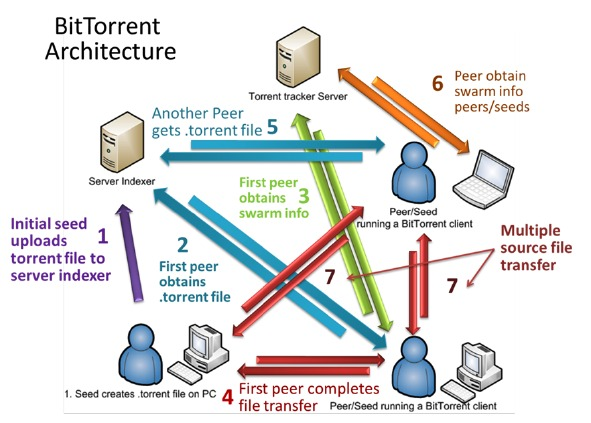 BitTorrent
Architecture
Torrent tracker Server
6
Peer obtain
swarm info
peers/seeds
Another Peer
gets .torrent file 5
Server Indexer
First peer
obtains 3
swarm info
Peer/Seed
running a BitTorrent client
Initial seed
uploads 1
torrent file to
server indexer
2
First peer
obtains
.torrent file
Multiple
source file
transfer
7
7
1. Seed creates .torrent file on PC
4 First peer completes
file transfer
Peer/Seed running a BitTorrent client